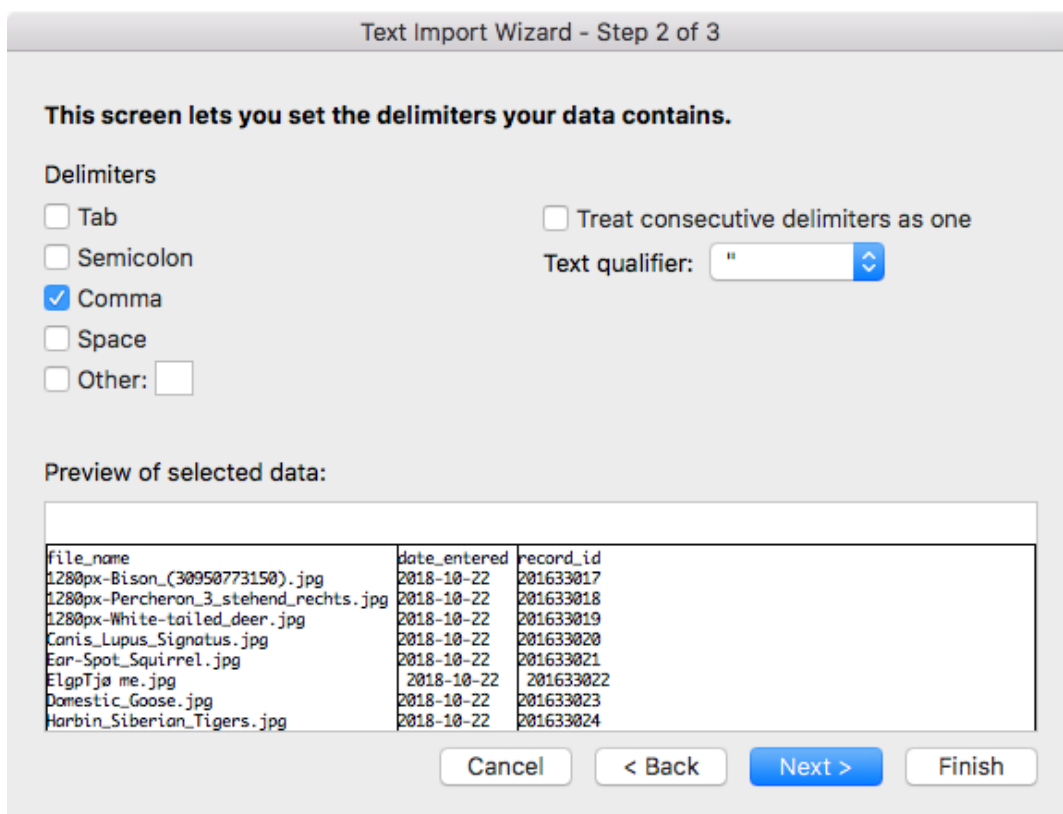 Text Import Wizard - Step 2 of 3
This screen lets you set the delimiters your data contains.
Delimiters
Tab
Treat consecutive delimiters as one
Semicolon
Text qualifier: "
Comma
Space
Other:
Preview of selected data:
file_name date_entered record_id
1280px-Bison_(30950773150).jpg 2018-10-22 201633017
1280px-Percheron_3_stehend_rechts.jpg 2018-10-22 201633018
1280px-White-tailed_deer.jpg 2018-10-22 201633019
Canis_Lupus_Signatus.jpg 2018-10-22 201633020
Ear-Spot_Squirrel.jpg 2018-10-22 201633021
ElgpTjø me.jpg 2018-10-22 201633022
Domestic_Goose.jpg 2018-10-22 201633023
Harbin_Siberian_Tigers.jpg 2018-10-22 201633024
Cancel < Back Next > Finish